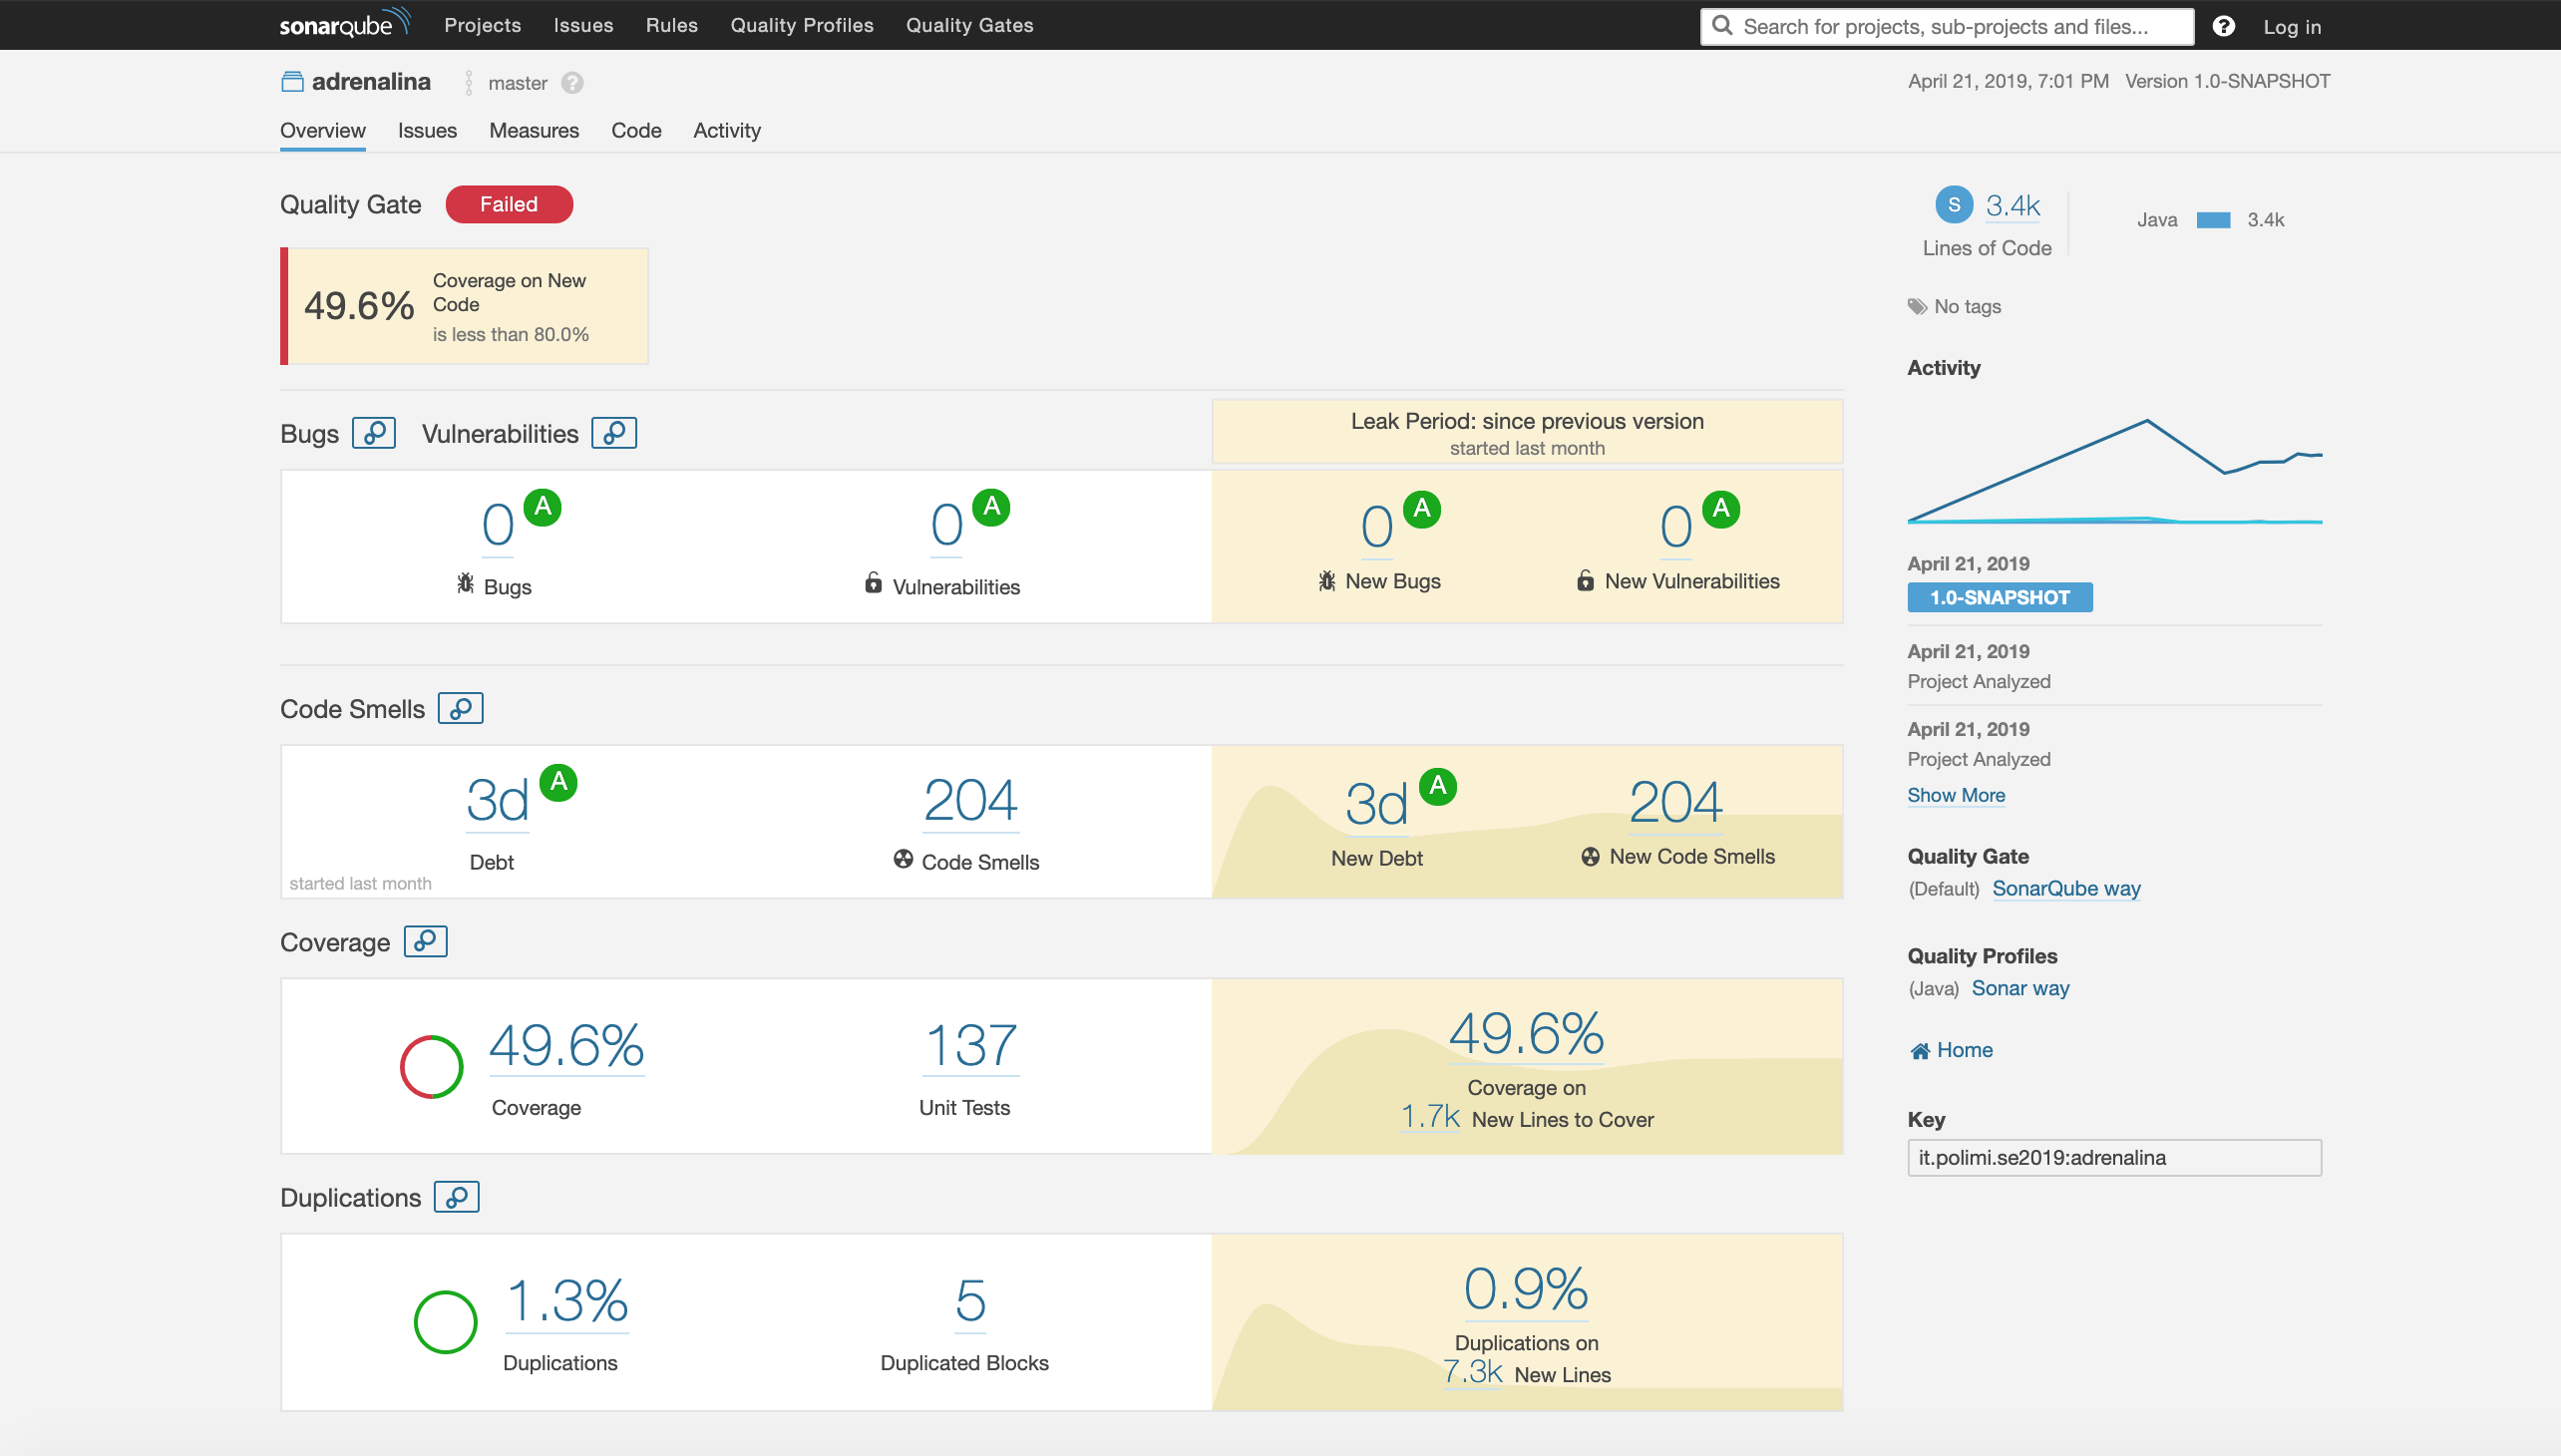 sonarqube Projects Issues Rules Quality Profiles Quality Gates Search for projects, sub-projects and files... Log in
adrenalina master April 21, 2019, 7:01 PM Version 1.0-SNAPSHOT
Overview Issues Measures Code Activity
Quality Gate Failed
49.6% Coverage on New
Code
is less than 80.0%
Bugs Vulnerabilities
Leak Period: since previous version
started last month
0 A
Bugs
0 A
Vulnerabilities
0 A
New Bugs
0 A
New Vulnerabilities
Code Smells
3d A
Debt
started last month
204
Code Smells
3d A
New Debt
204
New Code Smells
Coverage
49.6%
Coverage
137
Unit Tests
49.6%
Coverage on
1.7k New Lines to Cover
Duplications
1.3%
Duplications
5
Duplicated Blocks
0.9%
Duplications on
7.3k New Lines
S 3.4k
Lines of Code
Java 3.4k
No tags
Activity
April 21, 2019
1.0-SNAPSHOT
April 21, 2019
Project Analyzed
April 21, 2019
Project Analyzed
Show More
Quality Gate
(Default) SonarQube way
Quality Profiles
(Java) Sonar way
Home
Key
it.polimi.se2019:adrenalina